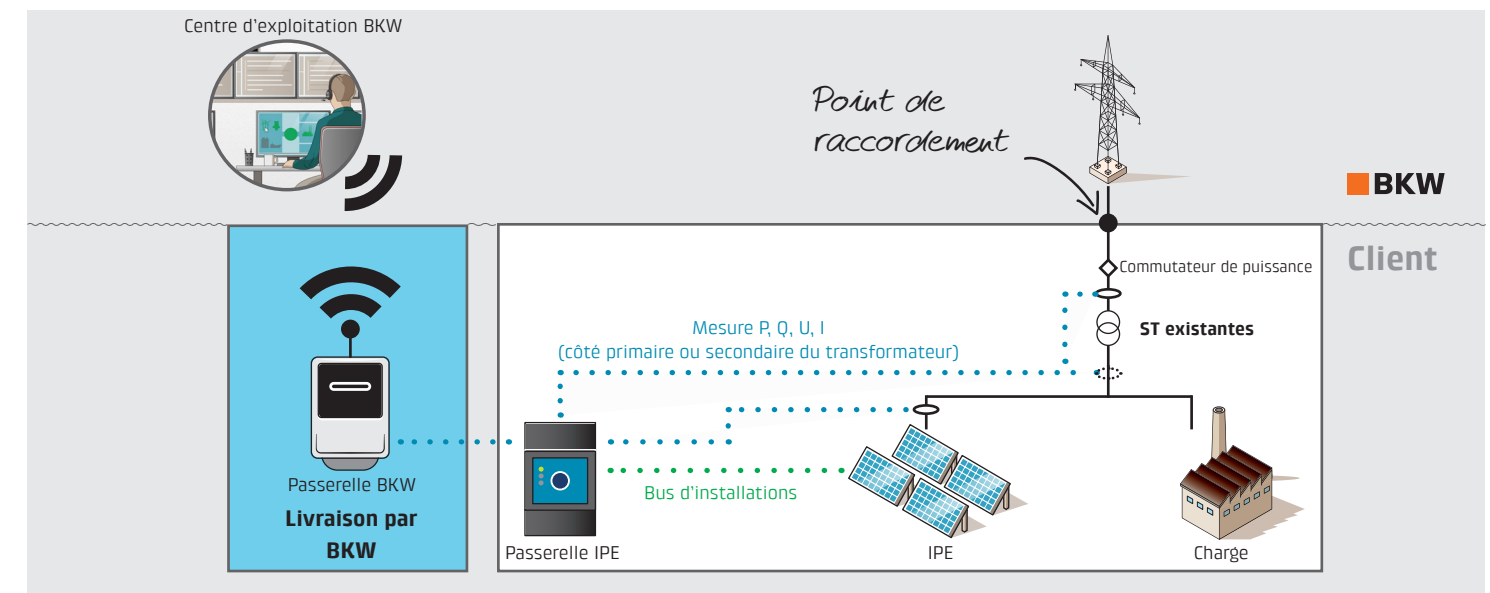 Centre d'exploitation BKW
Point de
raccordement
BKW
Client
Commutateur de puissance
ST existantes
Mesure P, Q, U, I
(côté primaire ou secondaire du transformateur)
Passerelle BKW
Livraison par
BKW
Bus d'installations
Passerelle IPE
IPE
Charge